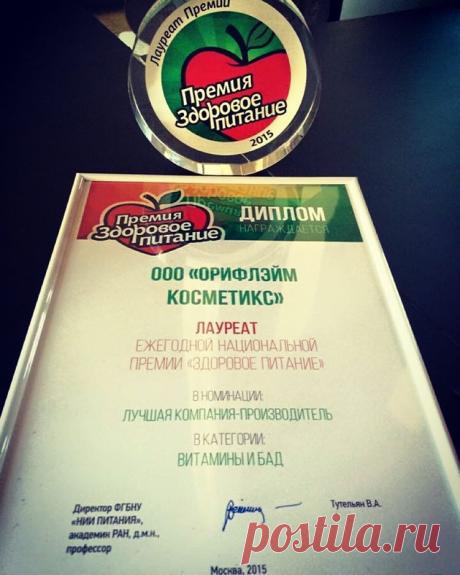 Лауреат Премии
Премия
Здоровое
питание
2015
Премия
Здоровое
питание
ДИПЛОМ
НАГРАЖДАЕТСЯ
ООО «ОРИФЛЭЙМ
КОСМЕТИКС»
ЛАУРЕАТ
ЕЖЕГОДНОЙ НАЦИОНАЛЬНОЙ
ПРЕМИИ «ЗДОРОВОЕ ПИТАНИЕ»
В НОМИНАЦИИ:
ЛУЧШАЯ КОМПАНИЯ-ПРОИЗВОДИТЕЛЬ
В КАТЕГОРИИ:
ВИТАМИНЫ И БАД
Директор ФГБНУ
«НИИ ПИТАНИЯ»,
академик РАН, д.м.н.,
профессор
Тутельян В.А.
Москва, 2015
postila.ru